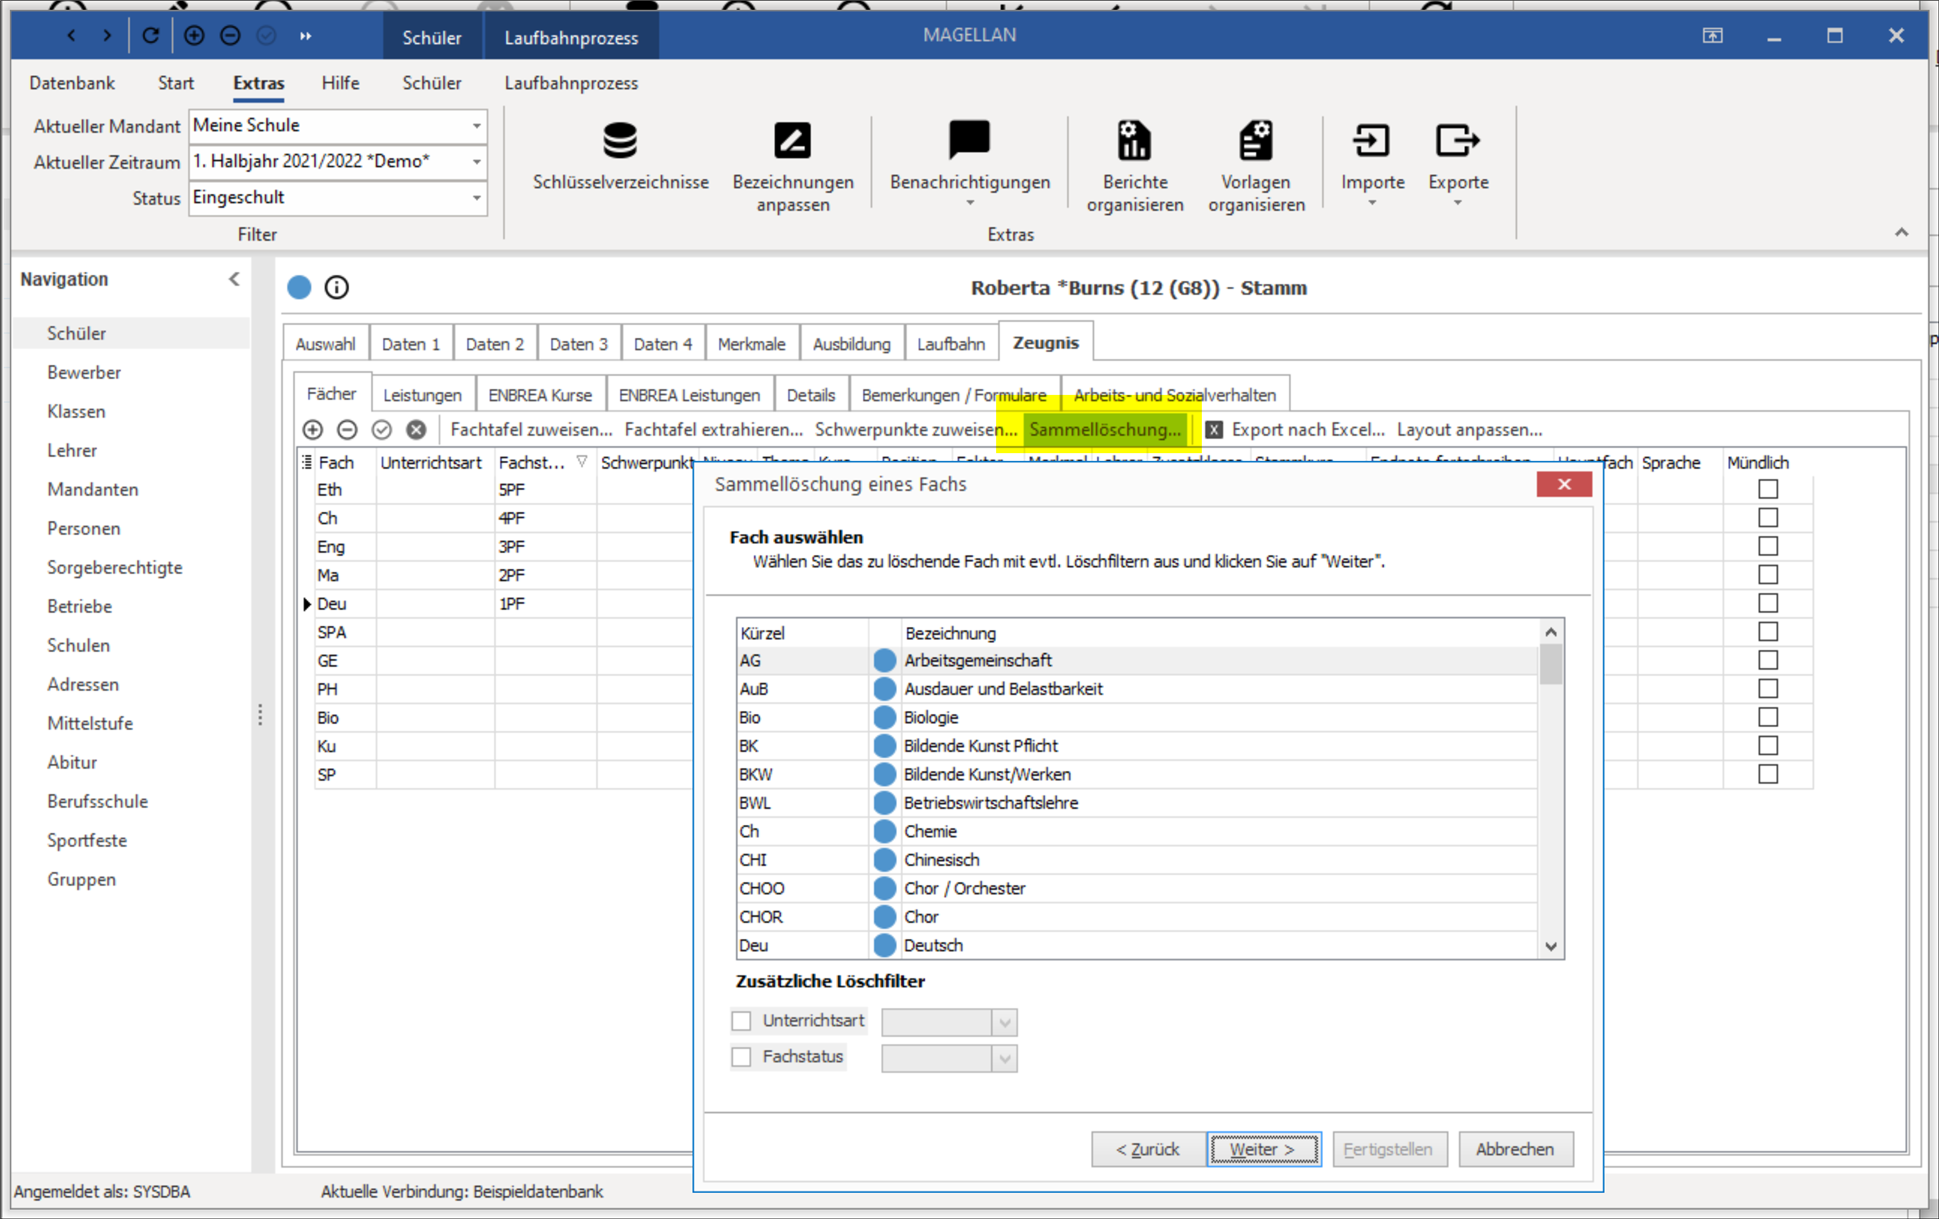 Schüler Laufbahnprozess MAGELLAN
Datenbank Start Extras Hilfe Schüler Laufbahnprozess
Aktueller Mandant Meine Schule
Aktueller Zeitraum 1. Halbjahr 2021/2022 *Demo*
Status Eingeschult
Filter
Schlüsselverzeichnisse
Bezeichnungen anpassen
Benachrichtigungen
Berichte organisieren
Vorlagen organisieren
Importe
Exporte
Extras
Navigation
Schüler
Bewerber
Klassen
Lehrer
Mandanten
Personen
Sorgeberechtigte
Betriebe
Schulen
Adressen
Mittelstufe
Abitur
Berufsschule
Sportfeste
Gruppen
Roberta *Burns (12 (G8)) - Stamm
Auswahl Daten 1 Daten 2 Daten 3 Daten 4 Merkmale Ausbildung Laufbahn Zeugnis
Fächer Leistungen ENBREA Kurse ENBREA Leistungen Details Bemerkungen / Formulare Arbeits- und Sozialverhalten
Fachtafel zuweisen... Fachtafel extrahieren... Schwerpunkte zuweisen... Sammellöschung... Export nach Excel... Layout anpassen...
Fach Unterrichtsart Fachst... Schwerpunkt Sprache Mündlich
Eth 5PF
Ch 4PF
Eng 3PF
Ma 2PF
Deu 1PF
SPA
GE
PH
Bio
Ku
SP
Sammellöschung eines Fachs
Fach auswählen
Wählen Sie das zu löschende Fach mit evtl. Löschfiltern aus und klicken Sie auf "Weiter".
Kürzel Bezeichnung
AG Arbeitsgemeinschaft
AuB Ausdauer und Belastbarkeit
Bio Biologie
BK Bildende Kunst Pflicht
BKW Bildende Kunst/Werken
BWL Betriebswirtschaftslehre
Ch Chemie
CHI Chinesisch
CHOO Chor / Orchester
CHOR Chor
Deu Deutsch
Zusätzliche Löschfilter
Unterrichtsart
Fachstatus
< Zurück Weiter > Fertigstellen Abbrechen
Angemeldet als: SYSDBA Aktuelle Verbindung: Beispieldatenbank